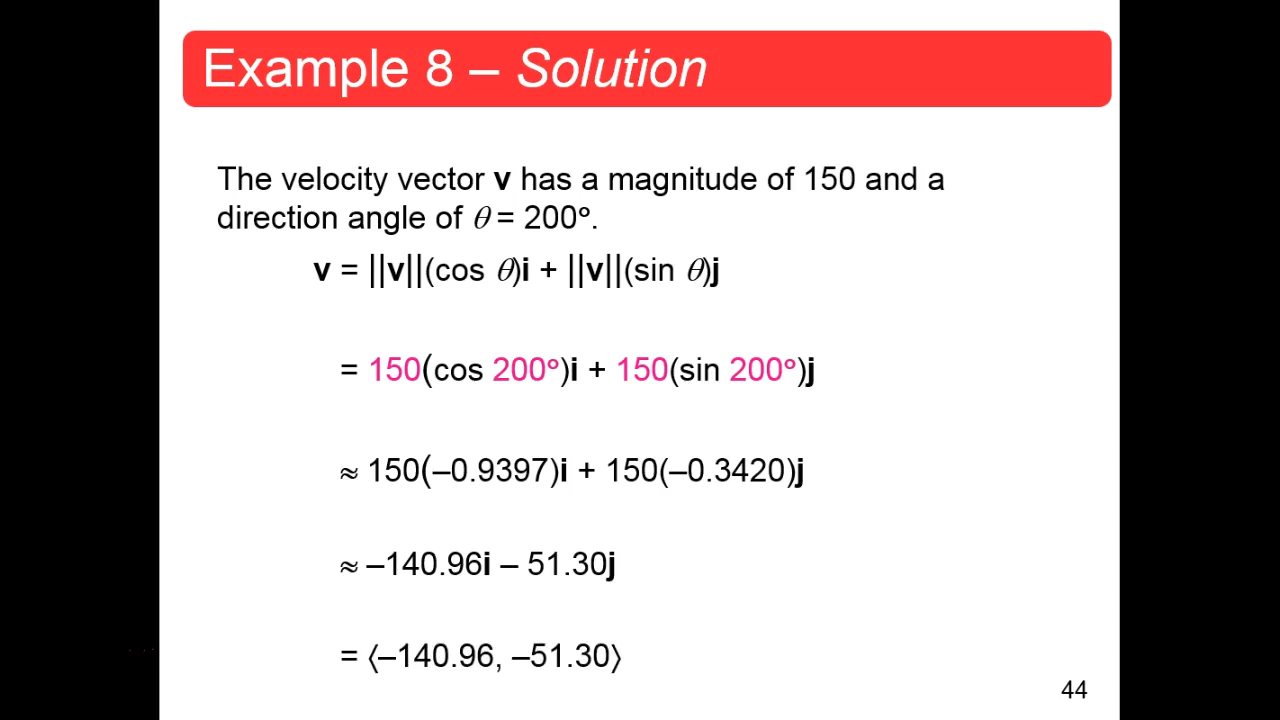 Example 8 – Solution
The velocity vector v has a magnitude of 150 and a
direction angle of θ = 200°.
v = ||v||(cos θ)i + ||v||(sin θ)j
= 150(cos 200°)i + 150(sin 200°)j
≈ 150(–0.9397)i + 150(–0.3420)j
≈ –140.96i – 51.30j
= ⟨–140.96, –51.30⟩
44